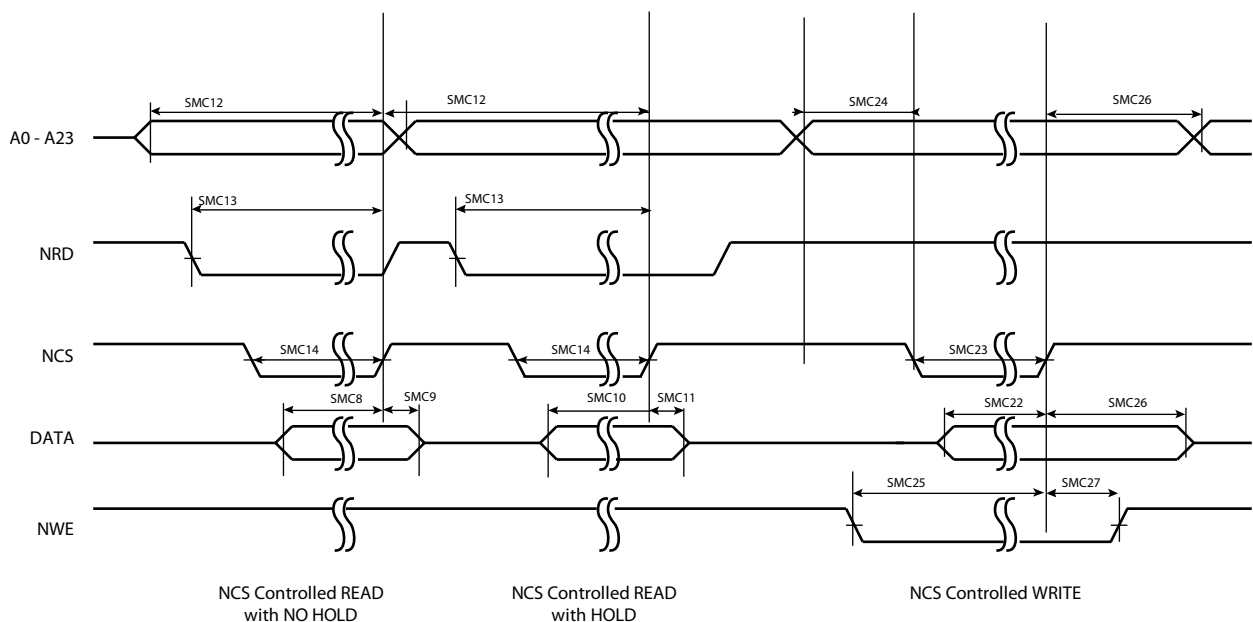 SMC12
SMC12
SMC24
SMC26
A0 - A23
SMC13
SMC13
NRD
SMC14
SMC14
SMC23
NCS
SMC8
SMC9
SMC10
SMC11
SMC22
SMC26
DATA
SMC25
SMC27
NWE
NCS Controlled READ
with NO HOLD
NCS Controlled READ
with HOLD
NCS Controlled WRITE